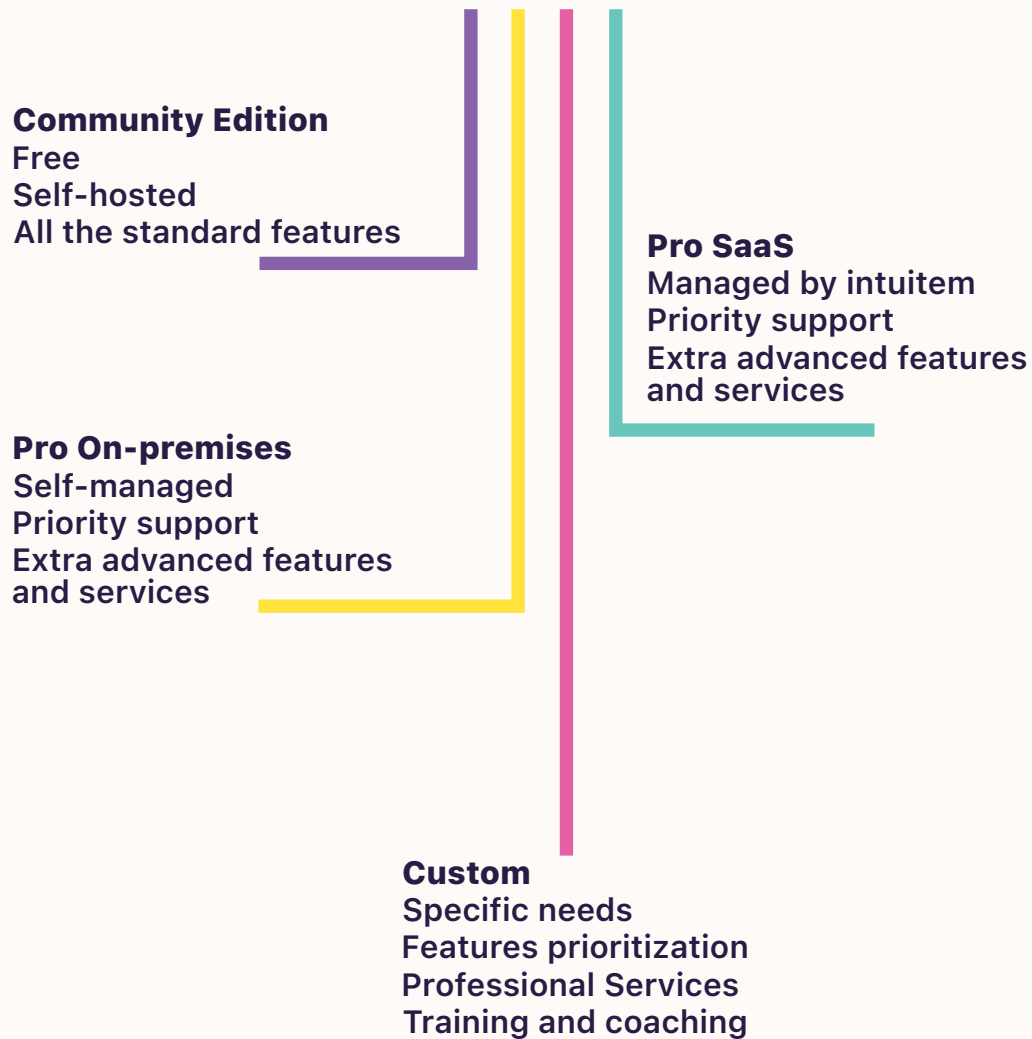 Community Edition
Free
Self-hosted
All the standard features
Pro SaaS
Managed by intuitem
Priority support
Extra advanced features
and services
Pro On-premises
Self-managed
Priority support
Extra advanced features
and services
Custom
Specific needs
Features prioritization
Professional Services
Training and coaching